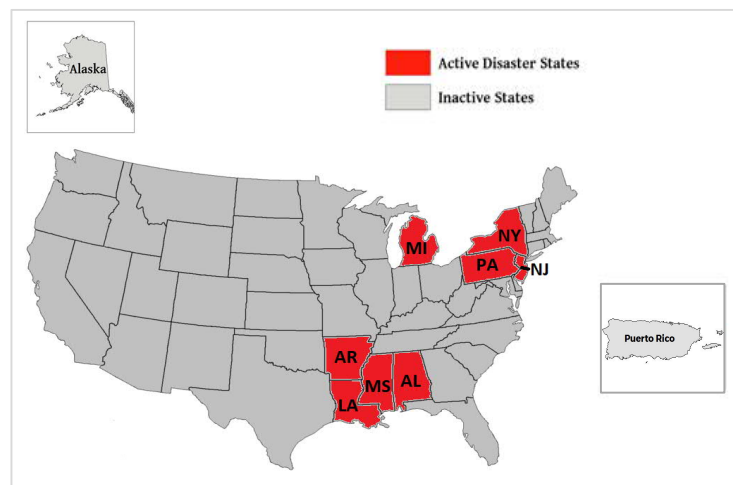 Alaska
Active Disaster States
Inactive States
MI
NY
PA
NJ
AR
MS
AL
LA
Puerto Rico